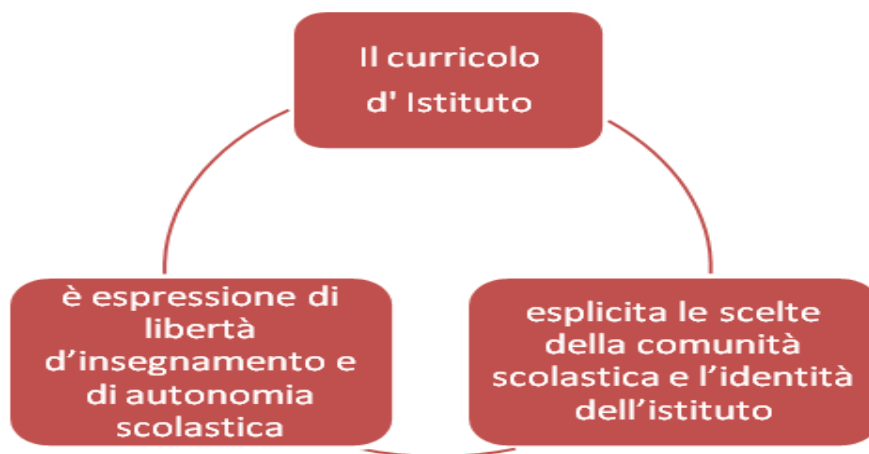 Il curricolo
d' Istituto
è espressione di
libertà
d’insegnamento e
di autonomia
scolastica
esplicita le scelte
della comunità
scolastica e l’identità
dell’istituto